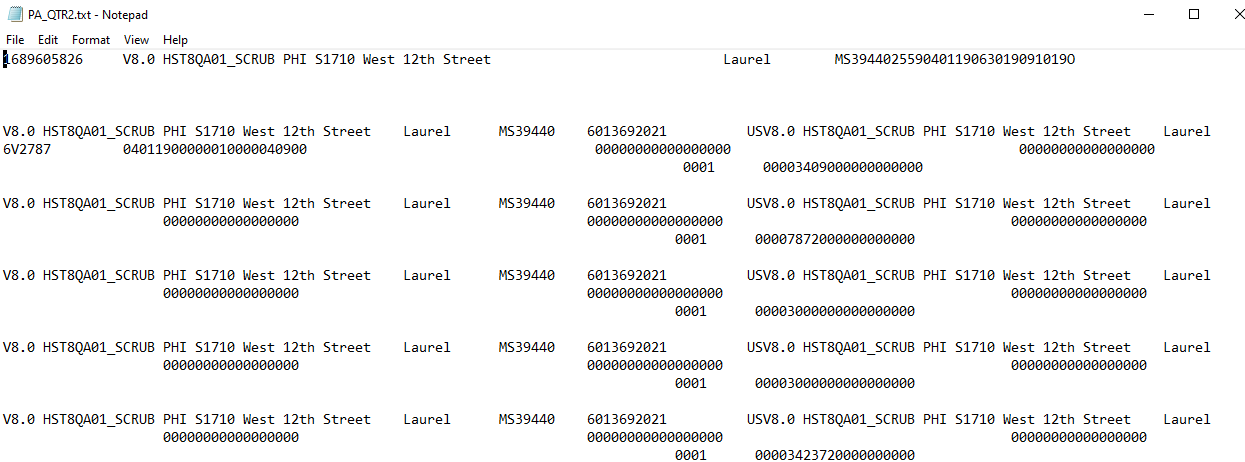 PA_QTR2.txt - Notepad
File Edit Format View Help
1689605826 V8.0 HST8QA01_SCRUB PHI S1710 West 12th Street Laurel MS39440255904011906301909101​9O
V8.0 HST8QA01_SCRUB PHI S1710 West 12th Street Laurel MS39440 6013692021 USV8.0 HST8QA01_SCRUB PHI S1710 West 12th Street Laurel
6V2787 04011900000010000040900 00000000000000000 00000000000000000
0001 00003409000000000000
V8.0 HST8QA01_SCRUB PHI S1710 West 12th Street Laurel MS39440 6013692021 USV8.0 HST8QA01_SCRUB PHI S1710 West 12th Street Laurel
00000000000000000 00000000000000000 00000000000000000
0001 00007872000000000000
V8.0 HST8QA01_SCRUB PHI S1710 West 12th Street Laurel MS39440 6013692021 USV8.0 HST8QA01_SCRUB PHI S1710 West 12th Street Laurel
00000000000000000 00000000000000000 00000000000000000
0001 00003000000000000000
V8.0 HST8QA01_SCRUB PHI S1710 West 12th Street Laurel MS39440 6013692021 USV8.0 HST8QA01_SCRUB PHI S1710 West 12th Street Laurel
00000000000000000 00000000000000000 00000000000000000
0001 00003000000000000000
V8.0 HST8QA01_SCRUB PHI S1710 West 12th Street Laurel MS39440 6013692021 USV8.0 HST8QA01_SCRUB PHI S1710 West 12th Street Laurel
00000000000000000 00000000000000000 00000000000000000
0001 00003423720000000000